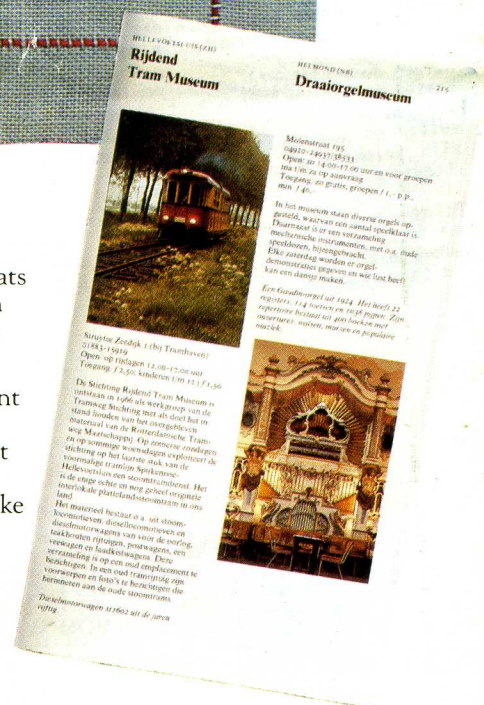 HELLEVOETSLUIS (ZH)
Rijdend
Tram Museum
Struytse Zeedijk 1 (bij Tramhaven)
01883-15919
Open: op rijdagen 12.00-17.00 uur
Toegang: ƒ 2,50; kinderen t/m 12 j ƒ 1,50
De Stichting Rijdend Tram Museum is
ontstaan in 1966 als werkgroep van de
Tramweg Stichting met als doel het in
stand houden van het overgebleven
materiaal van de Rotterdamsche Tram-
weg Maatschappij. Op zomerse zondagen
en op sommige woensdagen exploiteert de
stichting op het laatste stuk van de
voormalige tramlijn Spijkenisse-
Hellevoetsluis een stoomtramdienst. Het
is de enige echte en nog geheel originele
interlokale plattelandsstoomtram in ons
land.
Het materieel bestaat o.a. uit stoom-
locomotieven, diesellocomotieven en
dieselmotorwagens van voor de oorlog,
teakhouten rijtuigen, postwagens, een
veewagen en laadkistwagens. Deze
verzameling is op een oud emplacement te
bezichtigen. In een oud tramrijtuig zijn
voorwerpen en foto's te bezichtigen die
herinneren aan de oude stoomtrams.
Dieselmotorwagen M1602 uit de jaren
vijftig
HELMOND (NB)
215
Draaiorgelmuseum
Molenstraat 195
04920-24937/38533
Open: zo 14.00-17.00 uur en voor groepen
ma t/m za op aanvraag
Toegang: zo gratis, groepen ƒ 1,- p.p.,
min. ƒ 40,-
In het museum staan diverse orgels op-
gesteld, waarvan een aantal speelklaar is.
Daarnaast is er een verzameling
mechanische instrumenten, met o.a. oude
speeldozen, bijeengebracht.
Elke zaterdag worden er orgel-
demonstraties gegeven en wie lust heeft
kan een dansje maken.
Een Gaudin-orgel uit 1924. Het heeft 22
registers, 114 toetsen en 1036 pijpen. Zijn
repertoire bestaat uit 400 boeken met
ouvertures, walsen, marsen en populaire
muziek.
ats
nt
t
ke